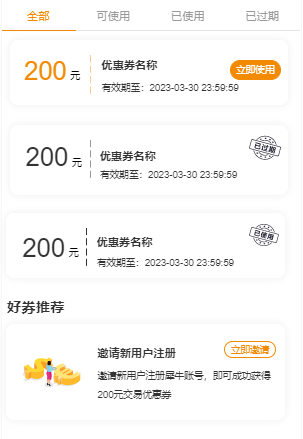 全部 可使用 已使用 已过期
200 元
优惠券名称
有效期至：2023-03-30 23:59:59
立即使用
200 元
优惠券名称
有效期至：2023-03-30 23:59:59
已过期
200 元
优惠券名称
有效期至：2023-03-30 23:59:59
已使用
好券推荐
邀请新用户注册
立即邀请
邀请新用户注册犀牛账号，即可成功获得
200元交易优惠券